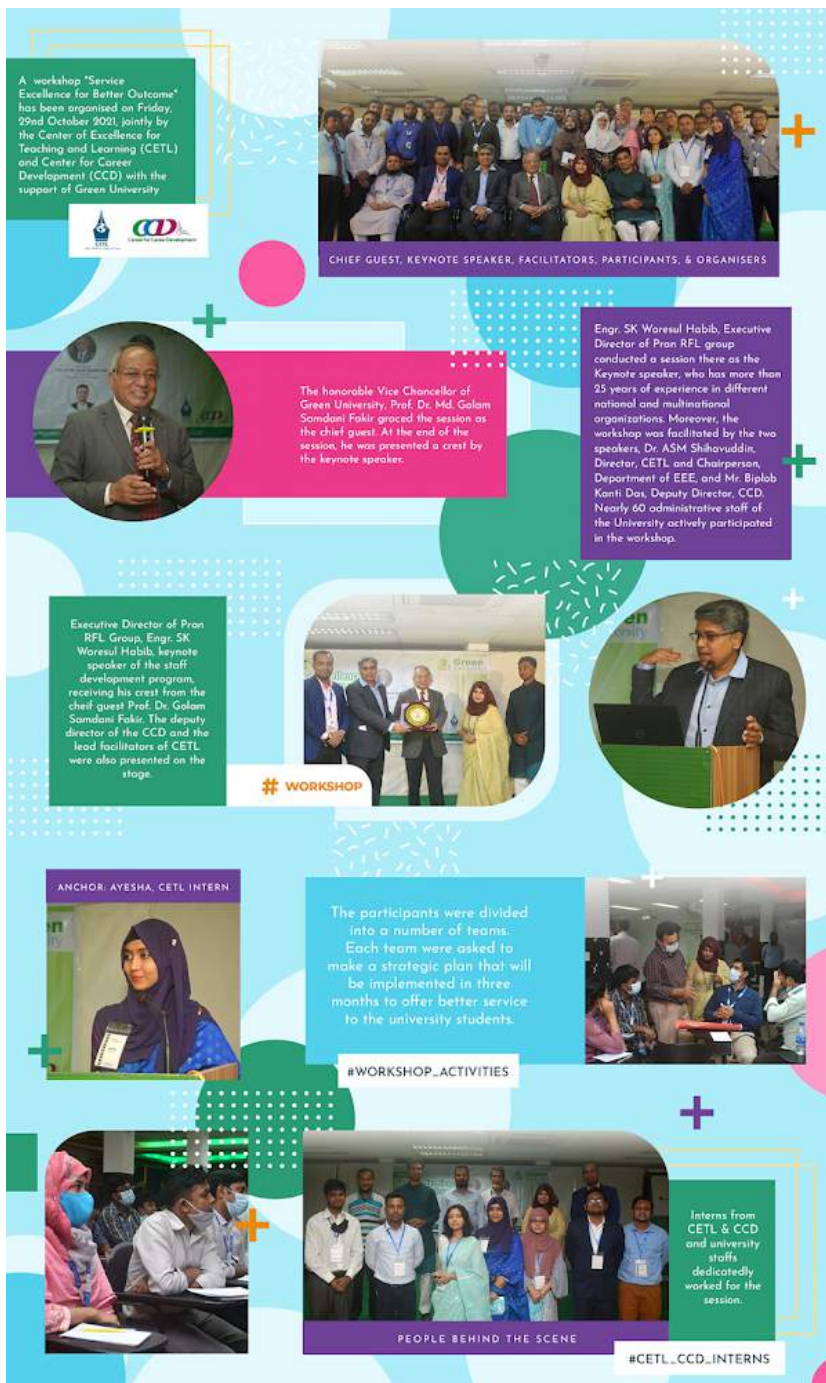 A workshop "Service
Excellence for Better Outcome"
has been organised on Friday,
29nd October 2021, jointly by
the Center of Excellence for
Teaching and Learning (CETL)
and Center for Career
Development (CCD) with the
support of Green University
CETL
CCD
Center for Career Development
CHIEF GUEST, KEYNOTE SPEAKER, FACILITATORS, PARTICIPANTS, & ORGANISERS
The honorable Vice Chancellor of
Green University, Prof. Dr. Md. Golam
Samdani Fakir graced the session as
the chief guest. At the end of the
session, he was presented a crest by
the keynote speaker.
Engr. SK Waresul Habib, Executive
Director of Pran RFL group
conducted a session there as the
Keynote speaker, who has more than
25 years of experience in different
national and multinational
organizations. Moreover, the
workshop was facilitated by the two
speakers, Dr. ASM Shihavuddin,
Director, CETL and Chairperson,
Department of EEE, and Mr. Biplob
Kanti Das, Deputy Director, CCD.
Nearly 60 administrative staff of
the University actively participated
in the workshop.
Executive Director of Pran
RFL Group, Engr. SK
Waresul Habib, keynote
speaker of the staff
development program,
receiving his crest from the
cheif guest Prof. Dr. Golam
Samdani Fakir. The deputy
director of the CCD and the
lead facilitators of CETL
were also presented on the
stage.
# WORKSHOP
Green
ANCHOR: AYESHA, CETL INTERN
The participants were divided
into a number of teams.
Each team were asked to
make a strategic plan that will
be implemented in three
months to offer better service
to the university students.
#WORKSHOP_ACTIVITIES
PEOPLE BEHIND THE SCENE
Interns from
CETL & CCD
and university
staffs
dedicatedly
worked for the
session.
#CETL_CCD_INTERNS